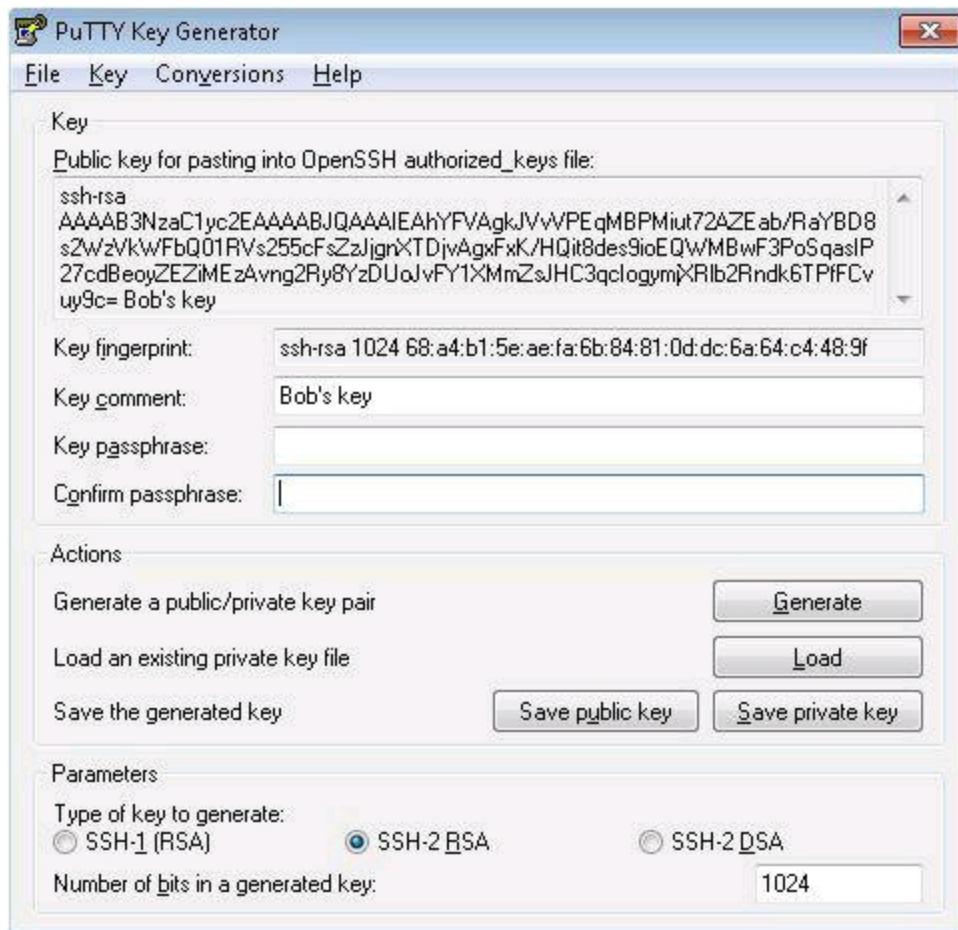 PuTTY Key Generator
File Key Conversions Help
Key
Public key for pasting into OpenSSH authorized_keys file:
ssh-rsa
AAAAB3NzaC1yc2EAAAABJQAAAIEAhYFVAgkJVvVPEqMBPMiut72AZEab/RaYBD8
s2WzVkWFbQ01RVs255cFsZzJjgnXTDjvAgxFxK/HQit8des9ioEQWMBwF3PoSqasIP
27cdBeoyZEZiMEzAvng2Ry8YzDUoJvFY1XMmZsJHC3qcIogymjXRIb2Rndk6TPfFCv
uy9c= Bob's key
Key fingerprint: ssh-rsa 1024 68:a4:b1:5e:ae:fa:6b:84:81:0d:dc:6a:64:c4:48:9f
Key comment: Bob's key
Key passphrase:
Confirm passphrase:
Actions
Generate a public/private key pair Generate
Load an existing private key file Load
Save the generated key Save public key Save private key
Parameters
Type of key to generate:
SSH-1 (RSA) SSH-2 RSA SSH-2 DSA
Number of bits in a generated key: 1024